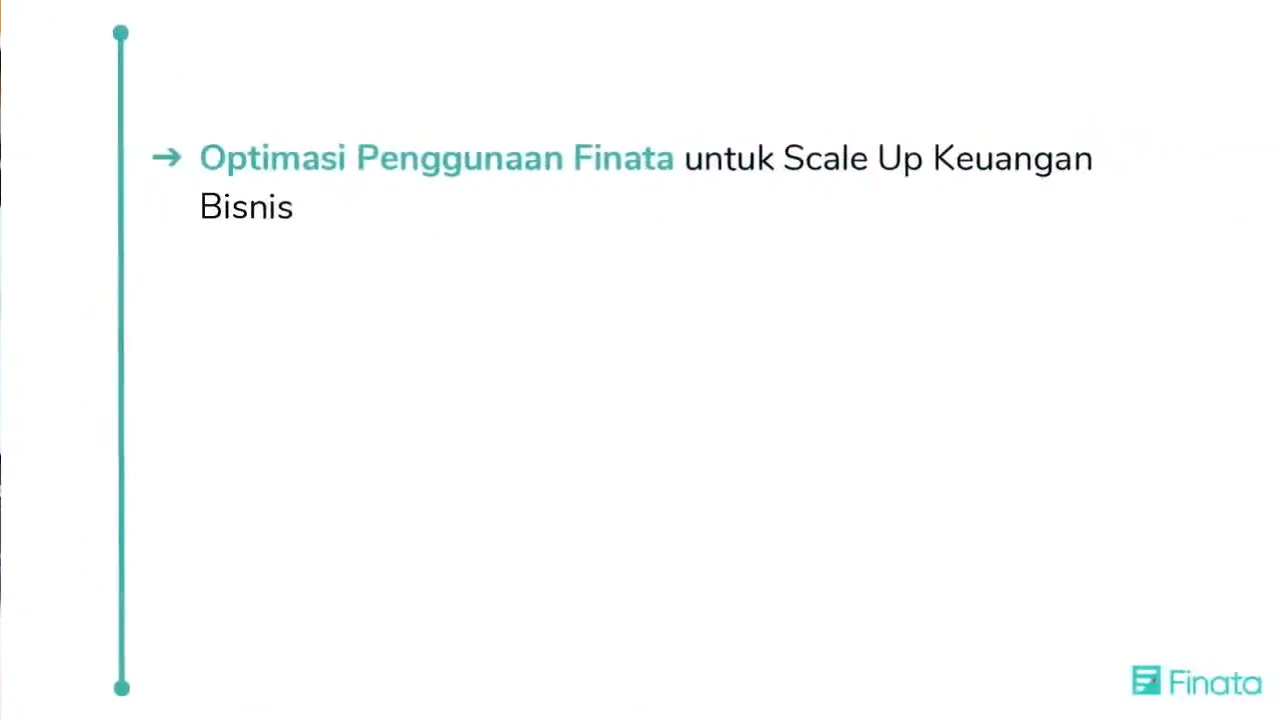 ➔ Optimasi Penggunaan Finata untuk Scale Up Keuangan
Bisnis
Finata